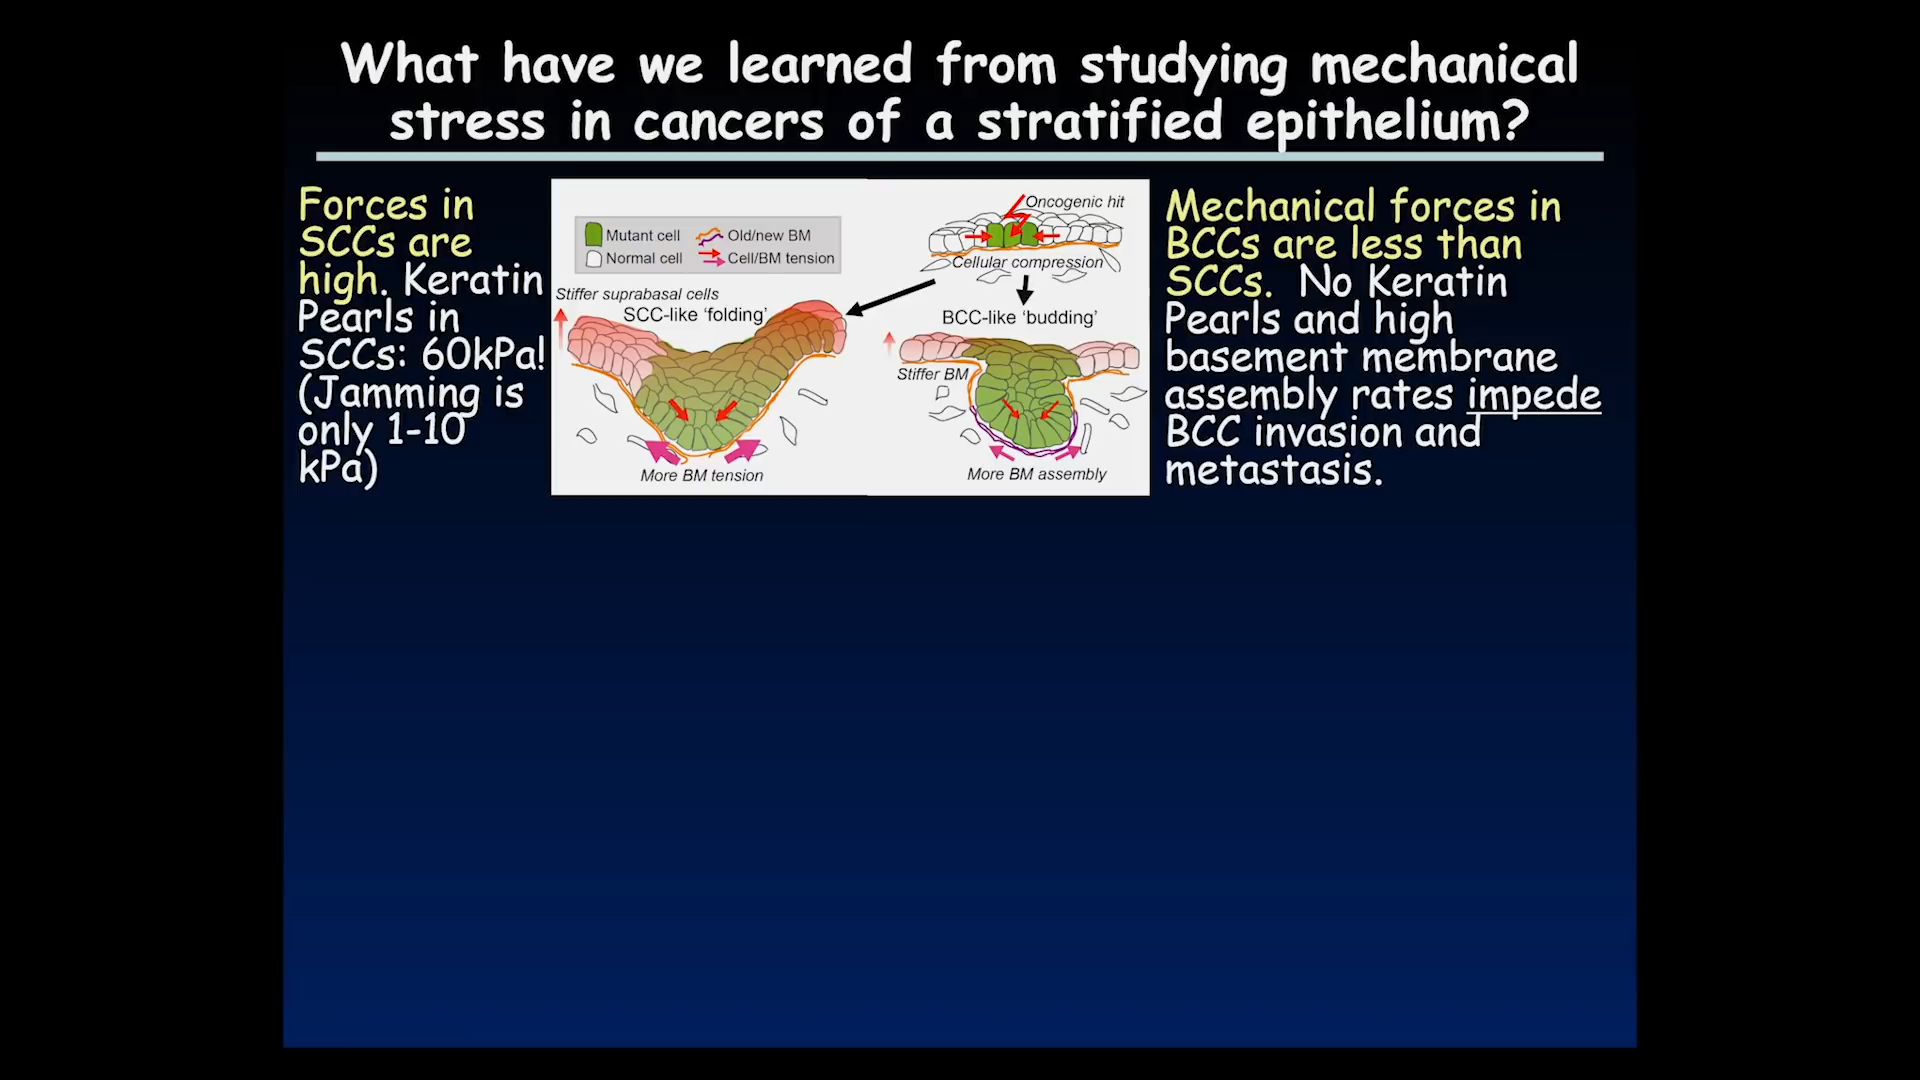 What have we learned from studying mechanical
stress in cancers of a stratified epithelium?
Forces in
SCCs are
high. Keratin
Pearls in
SCCs: 60kPa!
(Jamming is
only 1-10
kPa)
Mutant cell
Old/new BM
Normal cell
Cell/BM tension
Oncogenic hit
Cellular compression
Stiffer suprabasal cells
SCC-like ‘folding’
BCC-like ‘budding’
Stiffer BM
More BM tension
More BM assembly
Mechanical forces in
BCCs are less than
SCCs. No Keratin
Pearls and high
basement membrane
assembly rates impede
BCC invasion and
metastasis.